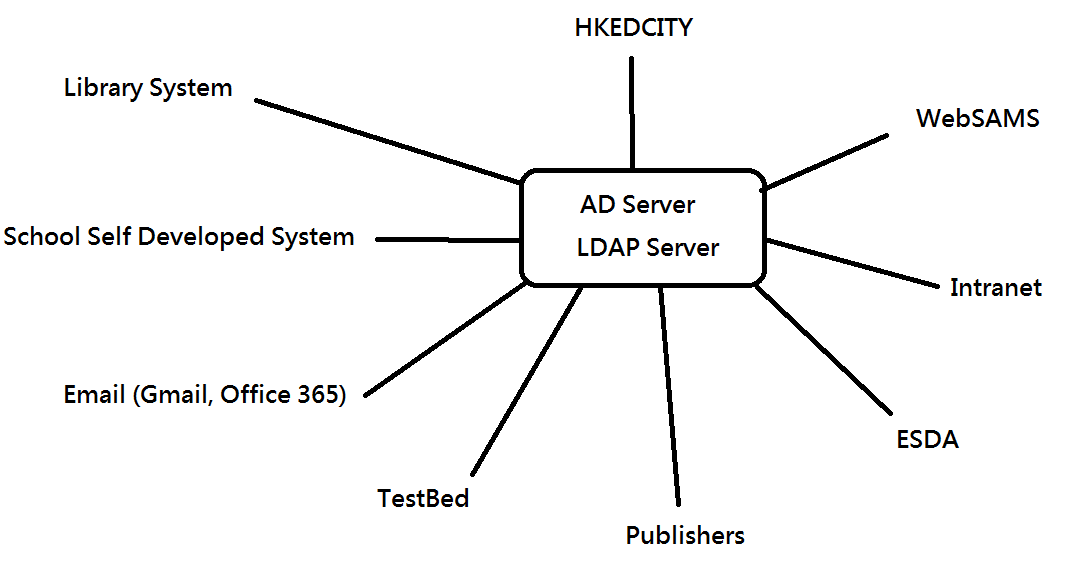 HKEDCITY
Library System
WebSAMS
AD Server
LDAP Server
School Self Developed System
Intranet
Email (Gmail, Office 365)
ESDA
TestBed
Publishers